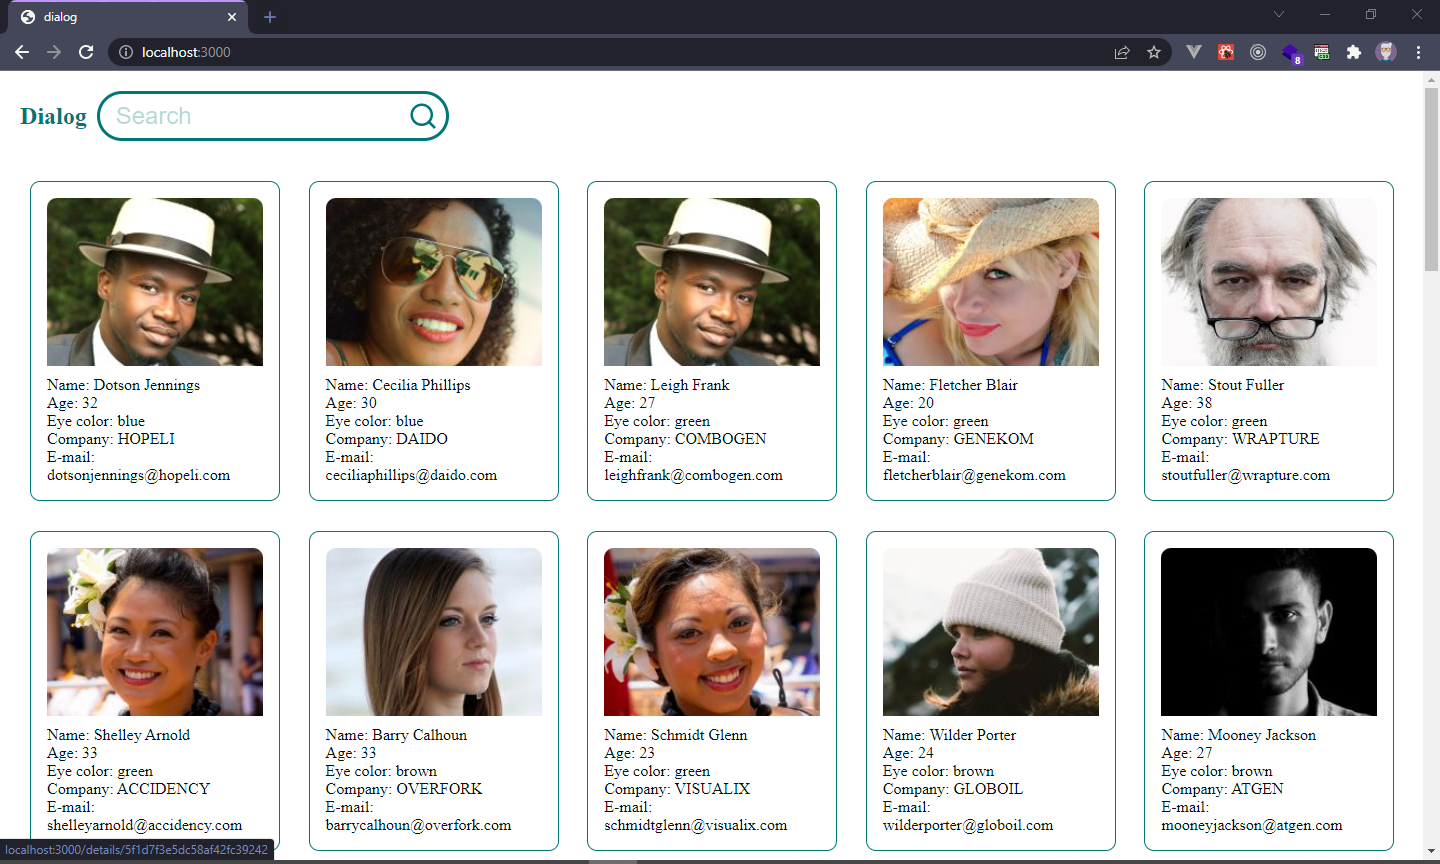 dialog
localhost:3000
8
Dialog
Search
Name: Dotson Jennings
Age: 32
Eye color: blue
Company: HOPELI
E-mail:
dotsonjennings@hopeli.com
Name: Cecilia Phillips
Age: 30
Eye color: blue
Company: DAIDO
E-mail:
ceciliaphillips@daido.com
Name: Leigh Frank
Age: 27
Eye color: green
Company: COMBOGEN
E-mail:
leighfrank@combogen.com
Name: Fletcher Blair
Age: 20
Eye color: green
Company: GENEKOM
E-mail:
fletcherblair@genekom.com
Name: Stout Fuller
Age: 38
Eye color: green
Company: WRAPTURE
E-mail:
stoutfuller@wrapture.com
Name: Shelley Arnold
Age: 33
Eye color: green
Company: ACCIDENCY
E-mail:
shelleyarnold@accidency.com
Name: Barry Calhoun
Age: 33
Eye color: brown
Company: OVERFORK
E-mail:
barrycalhoun@overfork.com
Name: Schmidt Glenn
Age: 23
Eye color: green
Company: VISUALIX
E-mail:
schmidtglenn@visualix.com
Name: Wilder Porter
Age: 24
Eye color: brown
Company: GLOBOIL
E-mail:
wilderporter@globoil.com
Name: Mooney Jackson
Age: 27
Eye color: brown
Company: ATGEN
E-mail:
mooneyjackson@atgen.com
localhost:3000/details/5f1d7f3e5dc58af42fc39242